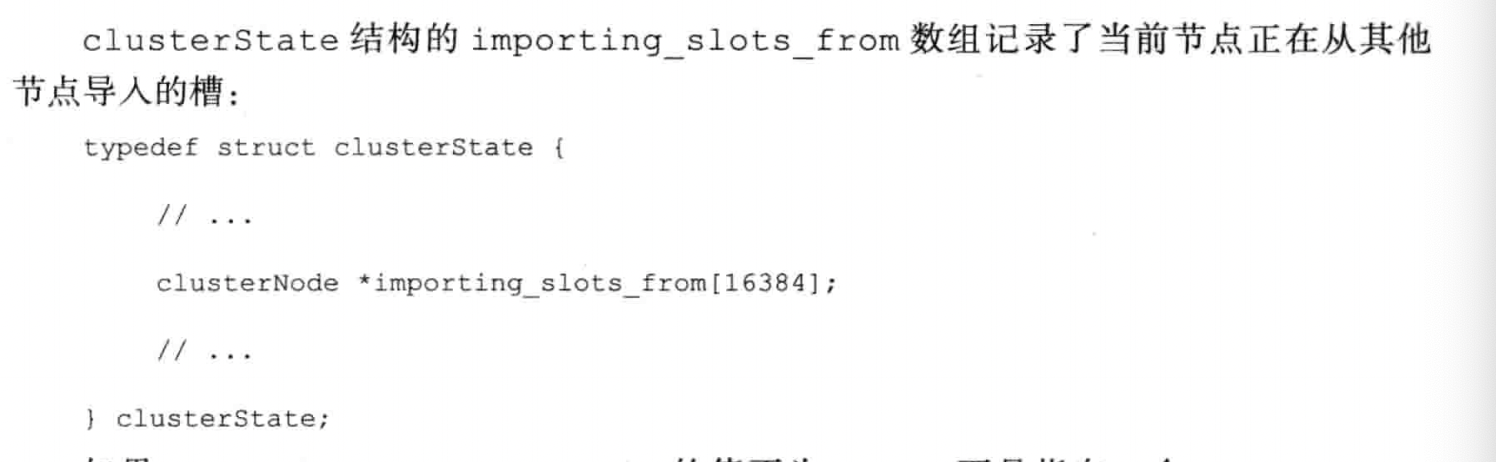 clusterState 结构的 importing_slots_from 数组记录了当前节点正在从其他
节点导入的槽：
typedef struct clusterState {
// ...
clusterNode *importing_slots_from[16384];
// ...
} clusterState;